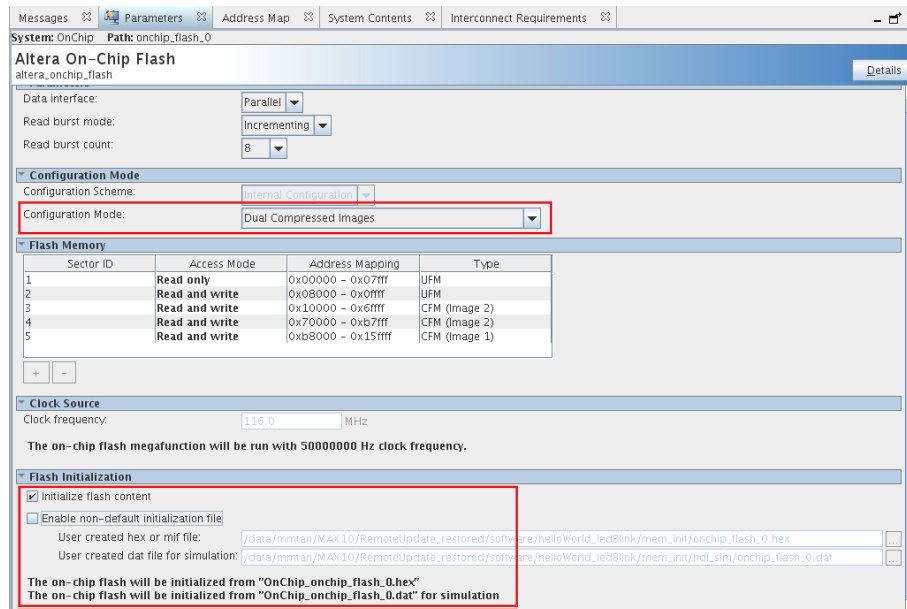 Messages Parameters Address Map System Contents Interconnect Requirements
System: OnChip Path: onchip_flash_0
Altera On-Chip Flash
altera_onchip_flash
Details
Parameters
Data interface: Parallel
Read burst mode: Incrementing
Read burst count: 8
Configuration Mode
Configuration Scheme: Internal Configuration
Configuration Mode: Dual Compressed Images
Flash Memory
Sector ID Access Mode Address Mapping Type
1 Read only 0x00000 - 0x07fff UFM
2 Read and write 0x08000 - 0x0ffff UFM
3 Read and write 0x10000 - 0x6ffff CFM (Image 2)
4 Read and write 0x70000 - 0xb7fff CFM (Image 2)
5 Read and write 0xb8000 - 0x15ffff CFM (Image 1)
+ -
Clock Source
Clock frequency: 116.0 MHz
The on-chip flash megafunction will be run with 50000000 Hz clock frequency.
Flash Initialization
Initialize flash content
Enable non-default initialization file
User created hex or mif file: /data/mmtan/MAX10/RemoteUpdate_restored/software/helloWorld_ledBlink/mem_init/onchip_flash_0.hex ...
User created dat file for simulation: /data/mmtan/MAX10/RemoteUpdate_restored/software/helloWorld_ledBlink/mem_init/hdl_sim/onchip_flash_0.dat ...
The on-chip flash will be initialized from "OnChip_onchip_flash_0.hex"
The on-chip flash will be initialized from "OnChip_onchip_flash_0.dat" for simulation